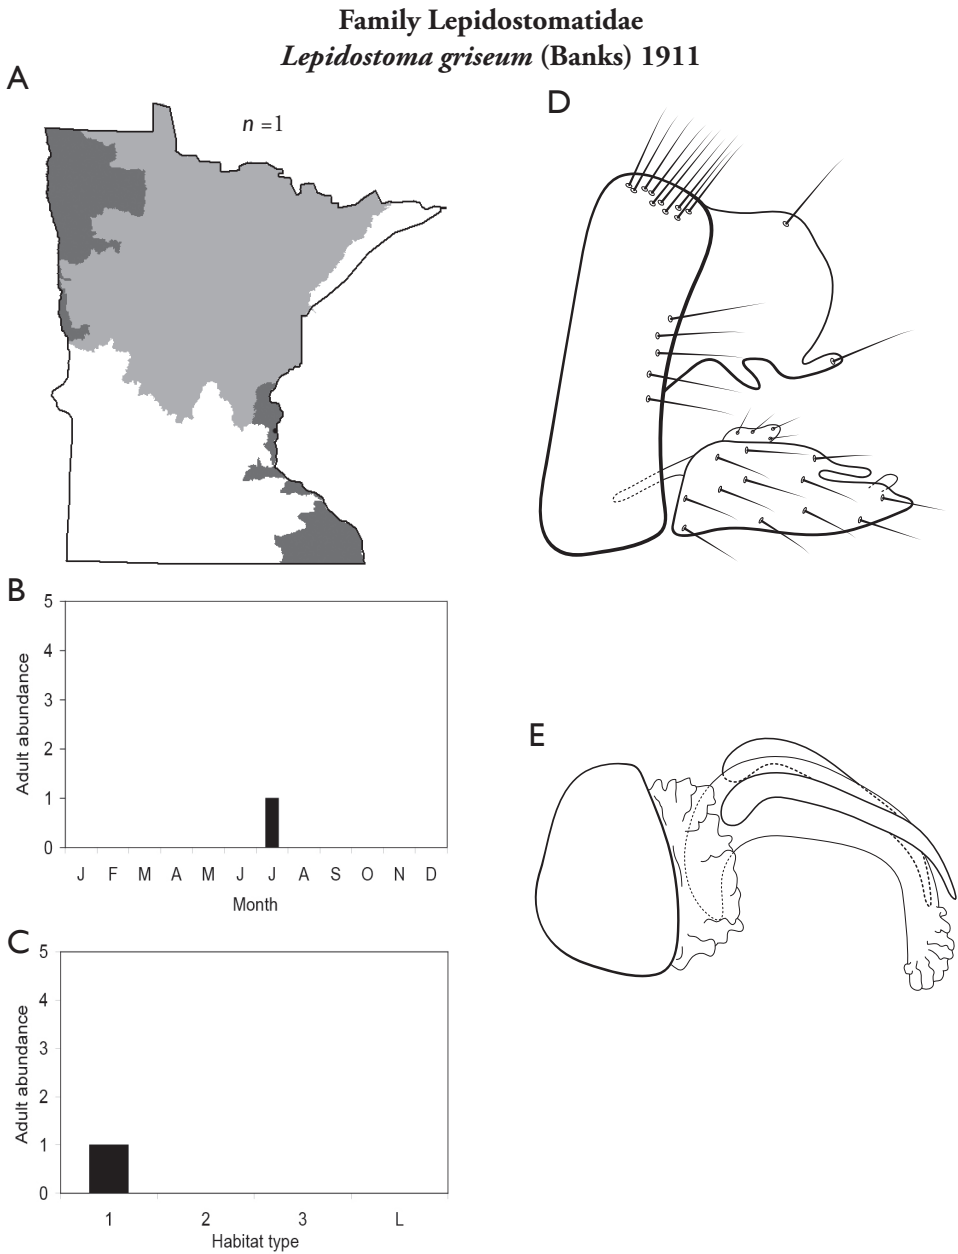 Family Lepidostomatidae
Lepidostoma griseum (Banks) 1911
A
n =1
D
B
5
4
3
2
1
0
Adult abundance
J F M A M J J A S O N D
Month
E
C
5
4
3
2
1
0
Adult abundance
1 2 3 L
Habitat type